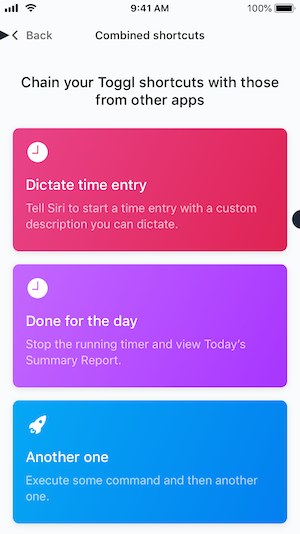 9:41 AM
100%
Back
Combined shortcuts
Chain your Toggl shortcuts with those
from other apps
Dictate time entry
Tell Siri to start a time entry with a custom
description you can dictate.
Done for the day
Stop the running timer and view Today’s
Summary Report.
Another one
Execute some command and then another
one.